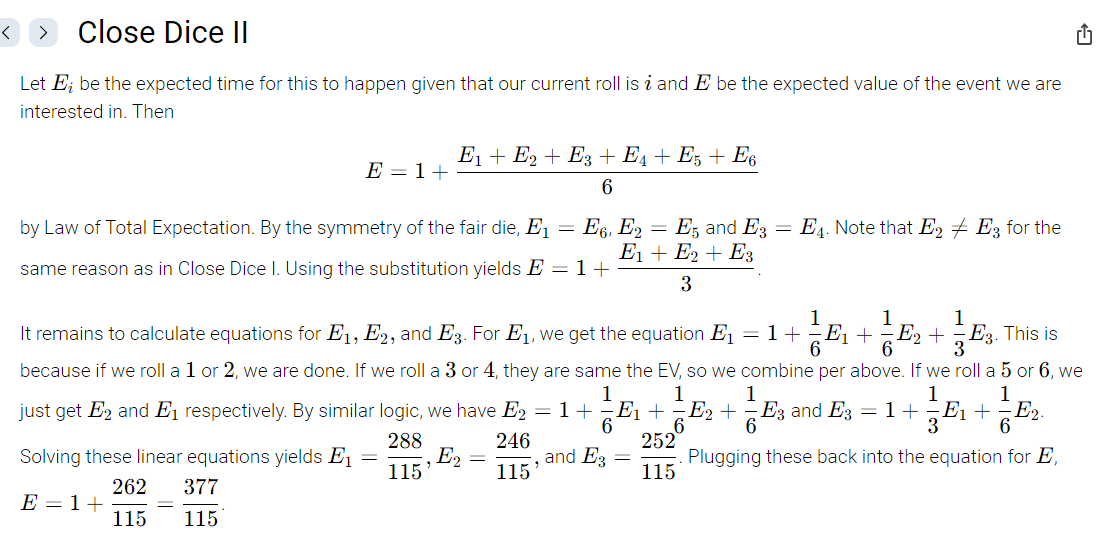 < > Close Dice II
Let E_i be the expected time for this to happen given that our current roll is i and E be the expected value of the event we are
interested in. Then
E = 1 + \frac{E_1 + E_2 + E_3 + E_4 + E_5 + E_6}{6}
by Law of Total Expectation. By the symmetry of the fair die, E_1 = E_6, E_2 = E_5 and E_3 = E_4. Note that E_2 ≠ E_3 for the
same reason as in Close Dice I. Using the substitution yields E = 1 + \frac{E_1 + E_2 + E_3}{3}.
It remains to calculate equations for E_1, E_2, and E_3. For E_1, we get the equation E_1 = 1 + \frac{1}{6}E_1 + \frac{1}{6}E_2 + \frac{1}{3}E_3. This is
because if we roll a 1 or 2, we are done. If we roll a 3 or 4, they are same the EV, so we combine per above. If we roll a 5 or 6, we
just get E_2 and E_1 respectively. By similar logic, we have E_2 = 1 + \frac{1}{6}E_1 + \frac{1}{6}E_2 + \frac{1}{6}E_3 and E_3 = 1 + \frac{1}{3}E_1 + \frac{1}{6}E_2.
Solving these linear equations yields E_1 = \frac{288}{115}, E_2 = \frac{246}{115}, and E_3 = \frac{252}{115}. Plugging these back into the equation for E,
E = 1 + \frac{262}{115} = \frac{377}{115}.